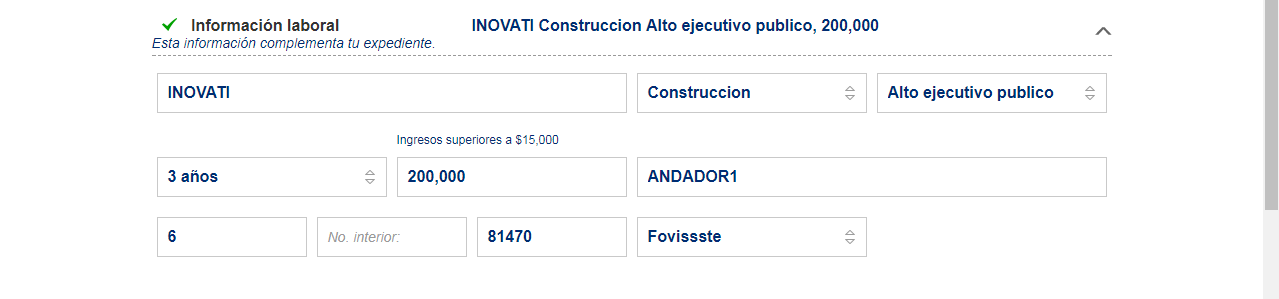 Información laboral INOVATI Construccion Alto ejecutivo publico, 200,000
Esta información complementa tu expediente.
INOVATI Construccion Alto ejecutivo publico
Ingresos superiores a $15,000
3 años 200,000 ANDADOR1
6 No. interior: 81470 Fovissste